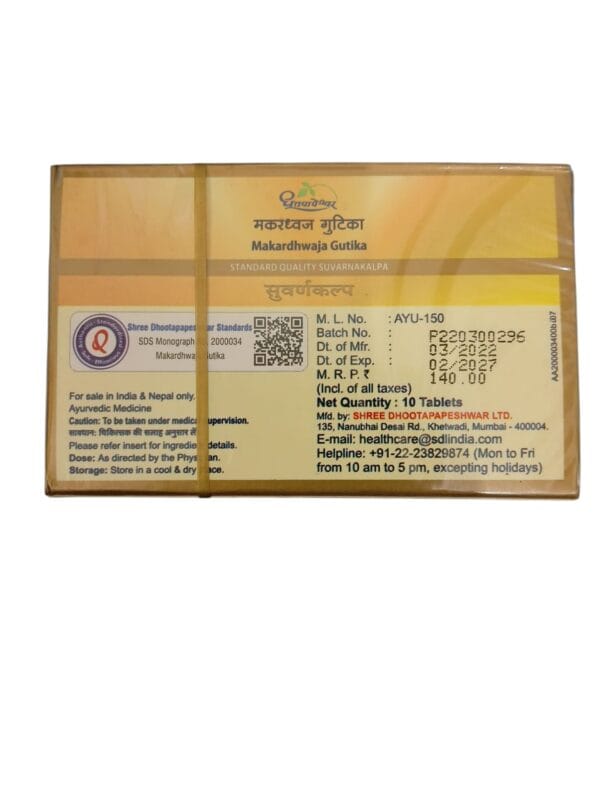 धूतपापेश्वर
मकरध्वज गुटिका
Makardhwaja Gutika
STANDARD QUALITY SUVARNAKALPA
सुवर्णकल्प
Shree Dhootapapeshwar Standards
SDS Monograph No. 2000034
Makardhwaja Gutika
For sale in India & Nepal only.
Ayurvedic Medicine
Caution: To be taken under medical supervision.
सावधान: चिकित्सक की सलाह अनुसार लें
Please refer insert for ingredient details.
Dose: As directed by the Physician.
Storage: Store in a cool & dry place.
M. L. No. : AYU-150
Batch No. : P220300296
Dt. of Mfr. : 03/2022
Dt. of Exp. : 02/2027
M. R. P. ₹ 140.00
(Incl. of all taxes)
Net Quantity : 10 Tablets
Mfd. by: SHREE DHOOTAPAPESHWAR LTD.
135, Nanubhai Desai Rd., Khetwadi, Mumbai - 400004.
E-mail: healthcare@sdlindia.com
Helpline: +91-22-23829874 (Mon to Fri
from 10 am to 5 pm, excepting holidays)